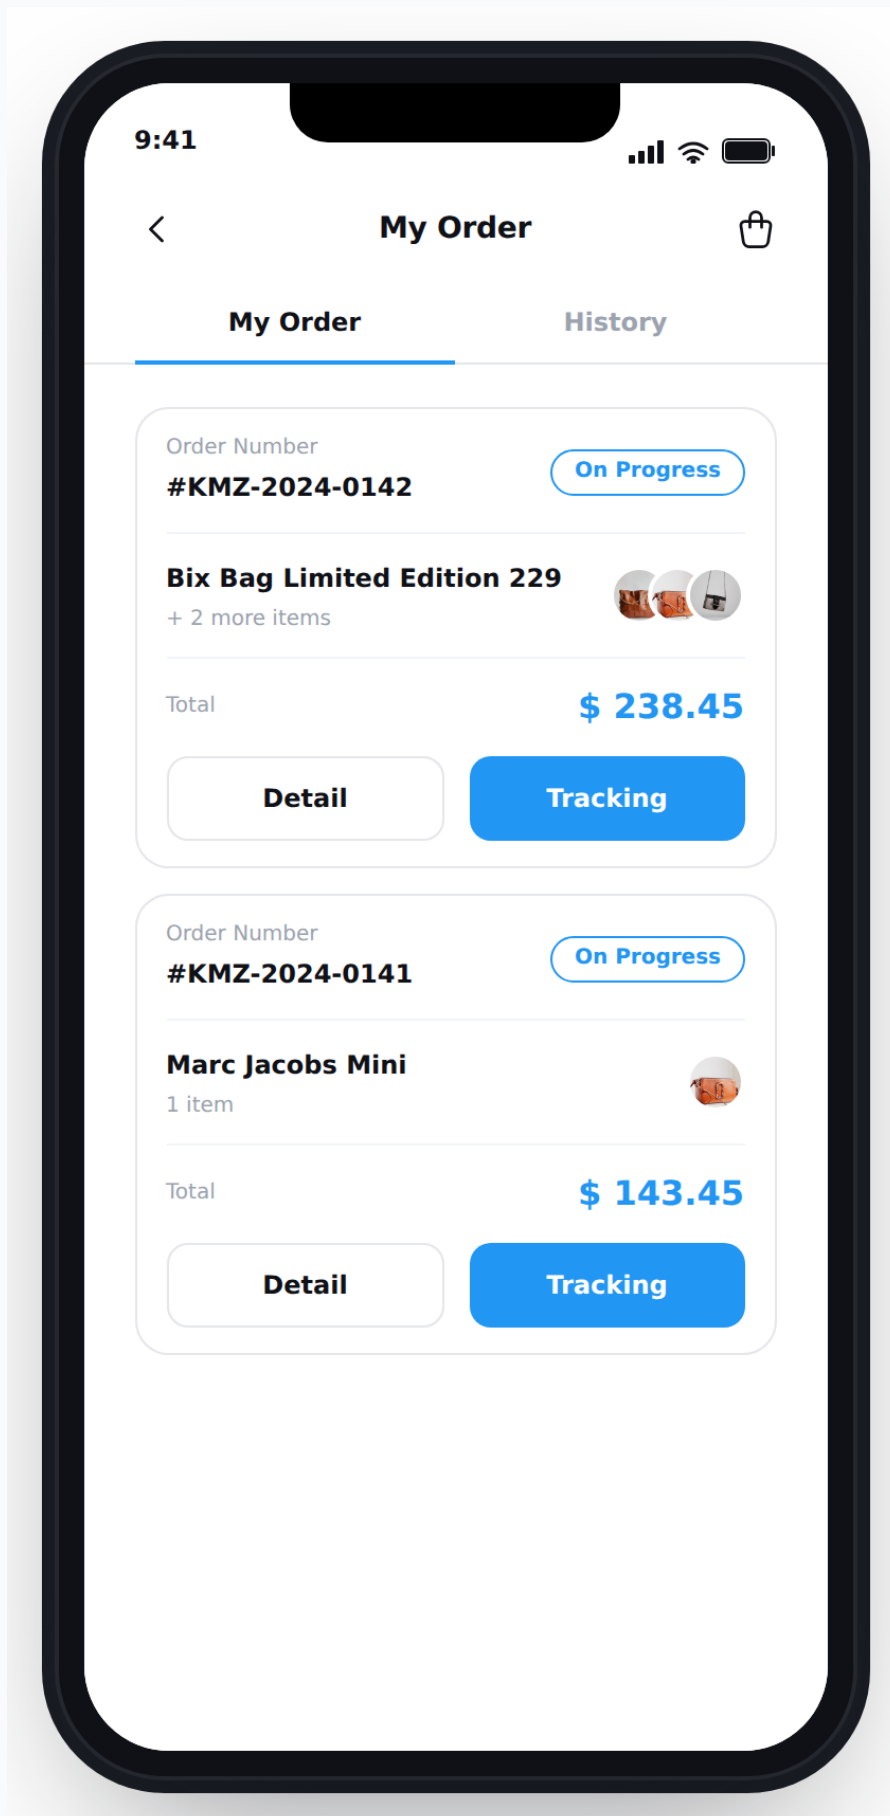 9:41
My Order
My Order
History
Order Number
#KMZ-2024-0142
On Progress
Bix Bag Limited Edition 229
+ 2 more items
Total
$ 238.45
Detail
Tracking
Order Number
#KMZ-2024-0141
On Progress
Marc Jacobs Mini
1 item
Total
$ 143.45
Detail
Tracking